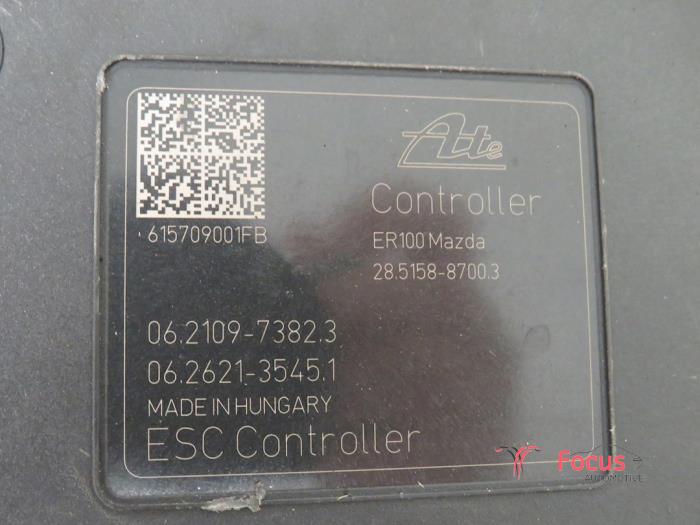 Ate
Controller
615709001FB
ER100 Mazda
28.5158-8700.3
06.2109-7382.3
06.2621-3545.1
MADE IN HUNGARY
ESC Controller
Focus
AUTOMOTIVE